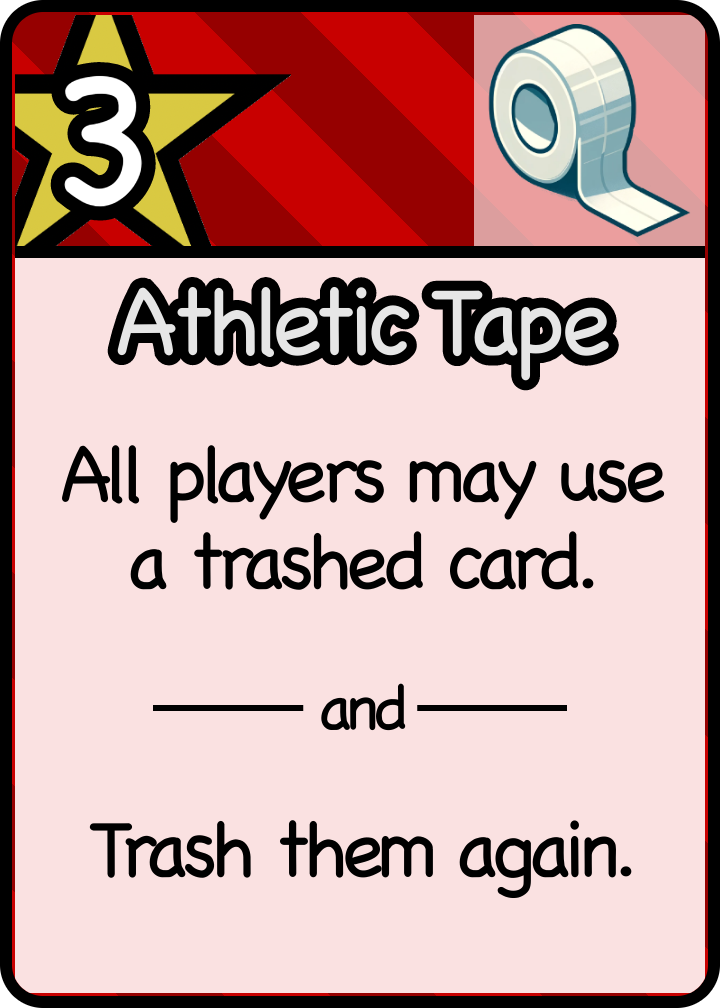 3
Athletic Tape
All players may use
a trashed card.
and
Trash them again.